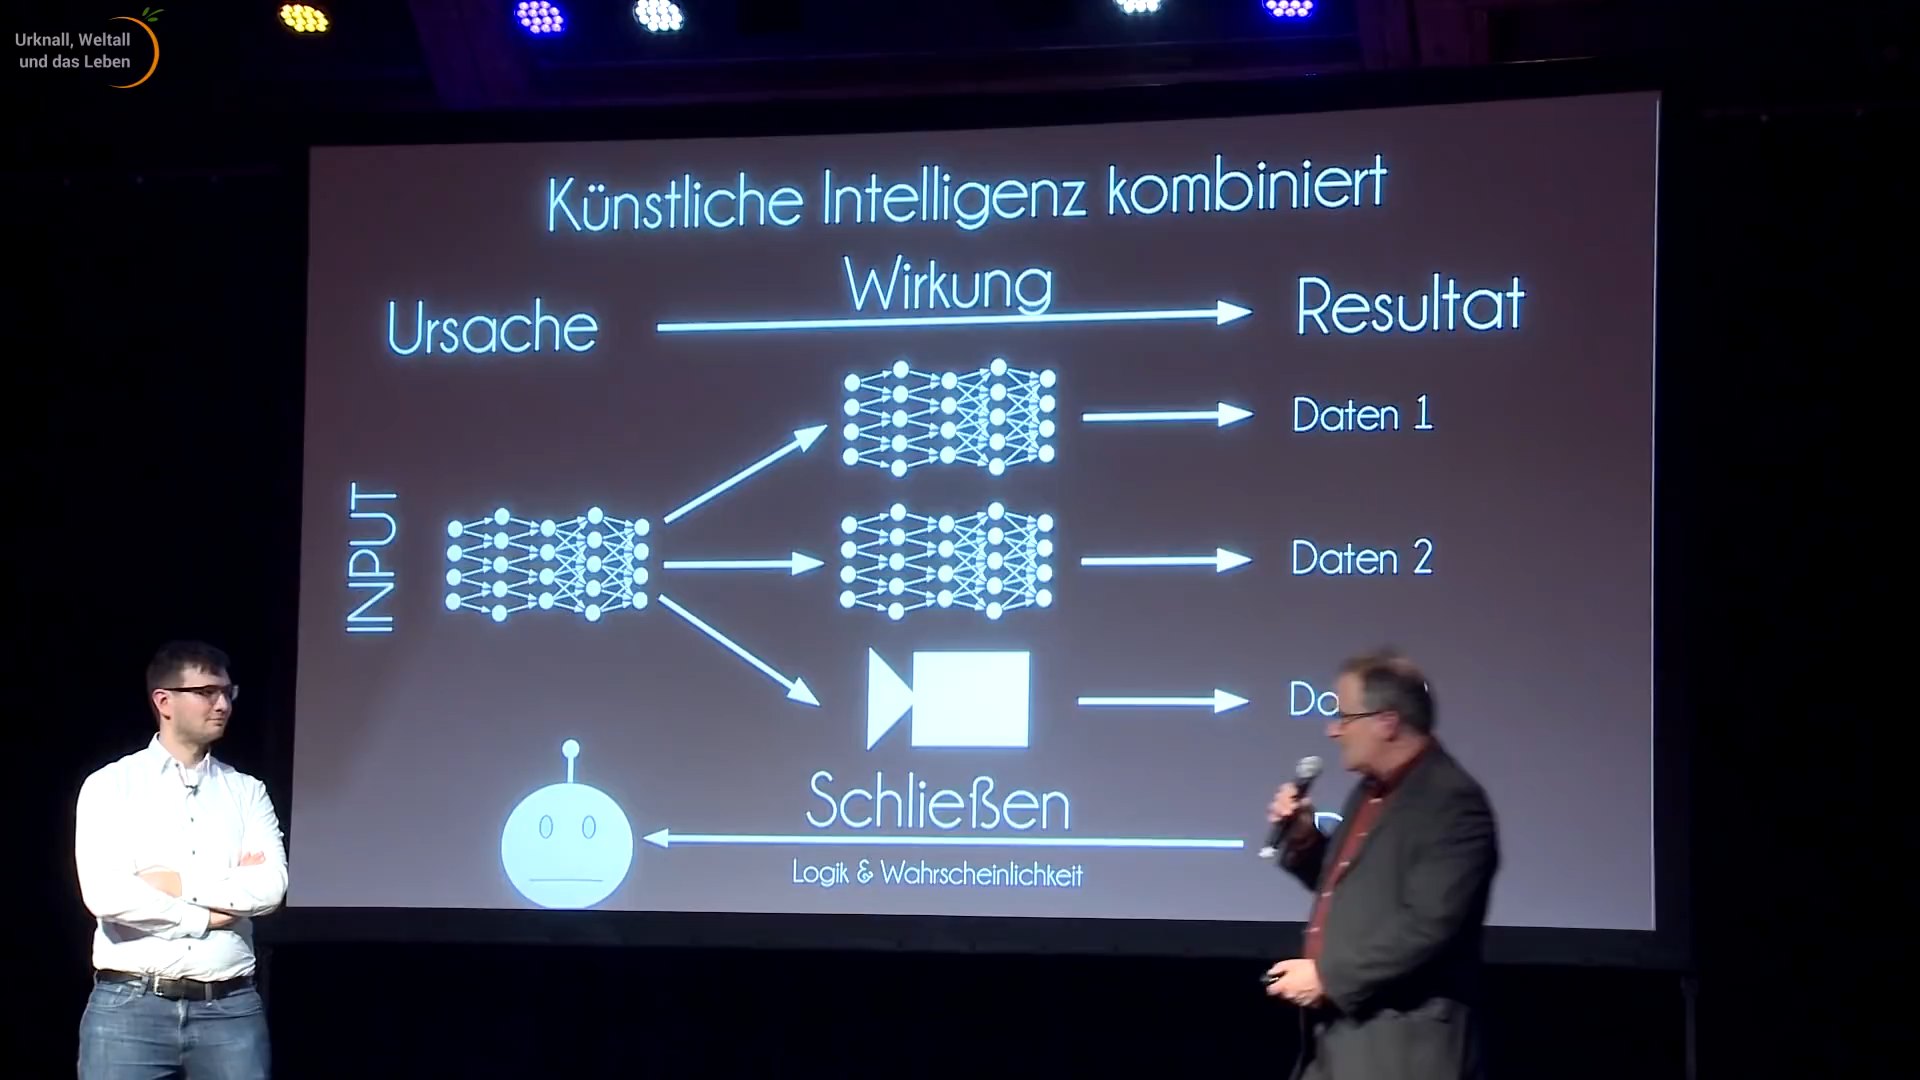 Urknall, Weltall
und das Leben
Künstliche Intelligenz kombiniert
Ursache
Wirkung
Resultat
INPUT
Daten 1
Daten 2
Schließen
Logik & Wahrscheinlichkeit